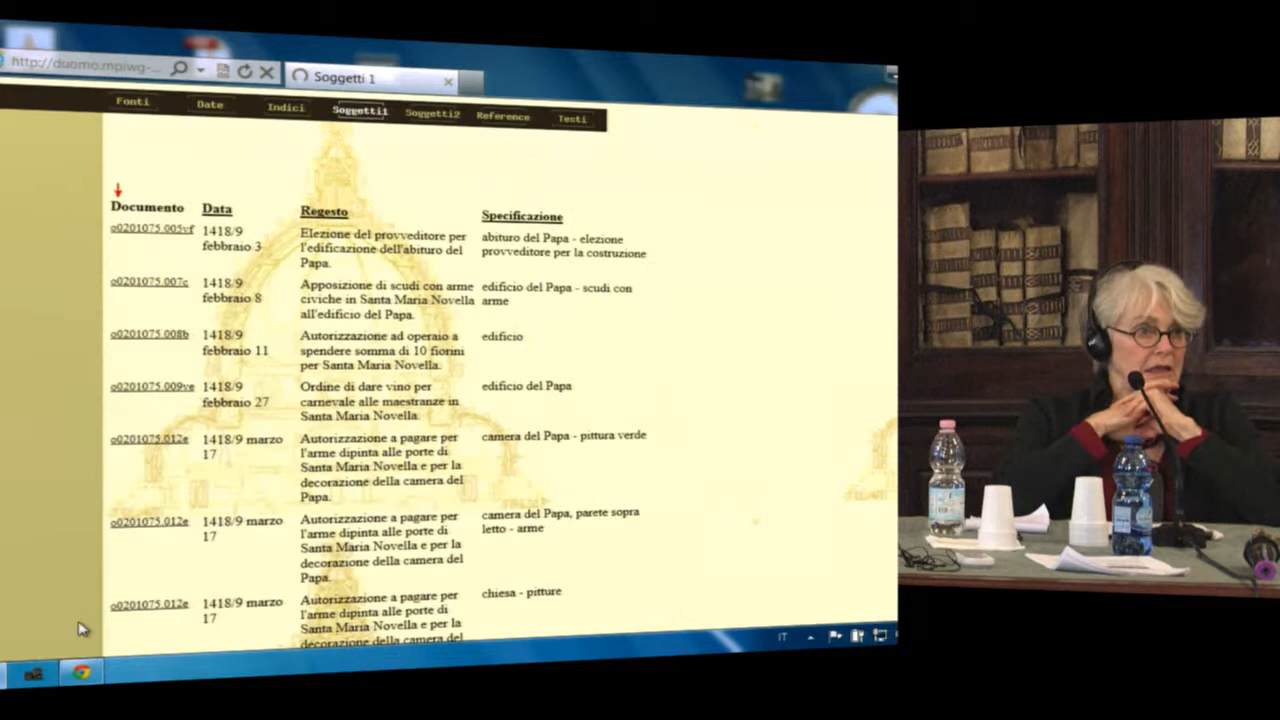 http://duomo.mpiwg-...
Soggetti 1
Fonti Date Indici Soggetti1 Soggetti2 Reference Testi
Documento Data Regesto Specificazione
o0201075.005vf 1418/9 febbraio 3 Elezione del provveditore per l'edificazione dell'abituro del Papa. abituro del Papa - elezione provveditore per la costruzione
o0201075.007c 1418/9 febbraio 8 Apposizione di scudi con arme civiche in Santa Maria Novella all'edificio del Papa. edificio del Papa - scudi con arme
o0201075.008b 1418/9 febbraio 11 Autorizzazione ad operaio a spendere somma di 10 fiorini per Santa Maria Novella. edificio
o0201075.009ve 1418/9 febbraio 27 Ordine di dare vino per carnevale alle maestranze in Santa Maria Novella. edificio del Papa
o0201075.012e 1418/9 marzo 17 Autorizzazione a pagare per l'arme dipinta alle porte di Santa Maria Novella e per la decorazione della camera del Papa. camera del Papa - pittura verde
o0201075.012e 1418/9 marzo 17 Autorizzazione a pagare per l'arme dipinta alle porte di Santa Maria Novella e per la decorazione della camera del Papa. camera del Papa, parete sopra letto - arme
o0201075.012e 1418/9 marzo 17 Autorizzazione a pagare per l'arme dipinta alle porte di Santa Maria Novella e per la decorazione della camera del chiesa - pitture
IT